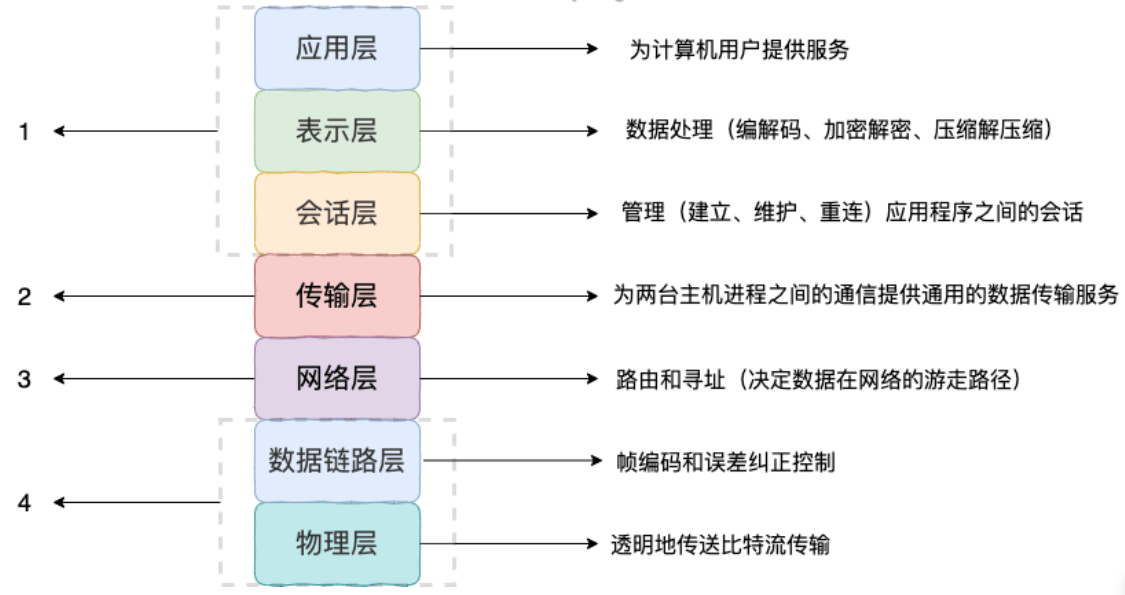 应用层
为计算机用户提供服务
1
表示层
数据处理（编解码、加密解密、压缩解压缩）
会话层
管理（建立、维护、重连）应用程序之间的会话
2
传输层
为两台主机进程之间的通信提供通用的数据传输服务
3
网络层
路由和寻址（决定数据在网络的游走路径）
数据链路层
帧编码和误差纠正控制
4
物理层
透明地传送比特流传输